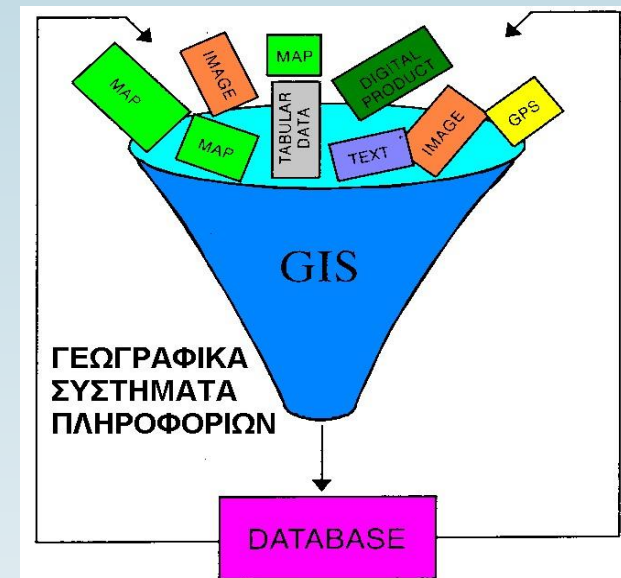 MAP
IMAGE
MAP
DIGITAL
PRODUCT
MAP
TABULAR
DATA
TEXT
IMAGE
GPS
GIS
ΓΕΩΓΡΑΦΙΚΑ
ΣΥΣΤΗΜΑΤΑ
ΠΛΗΡΟΦΟΡΙΩΝ
DATABASE